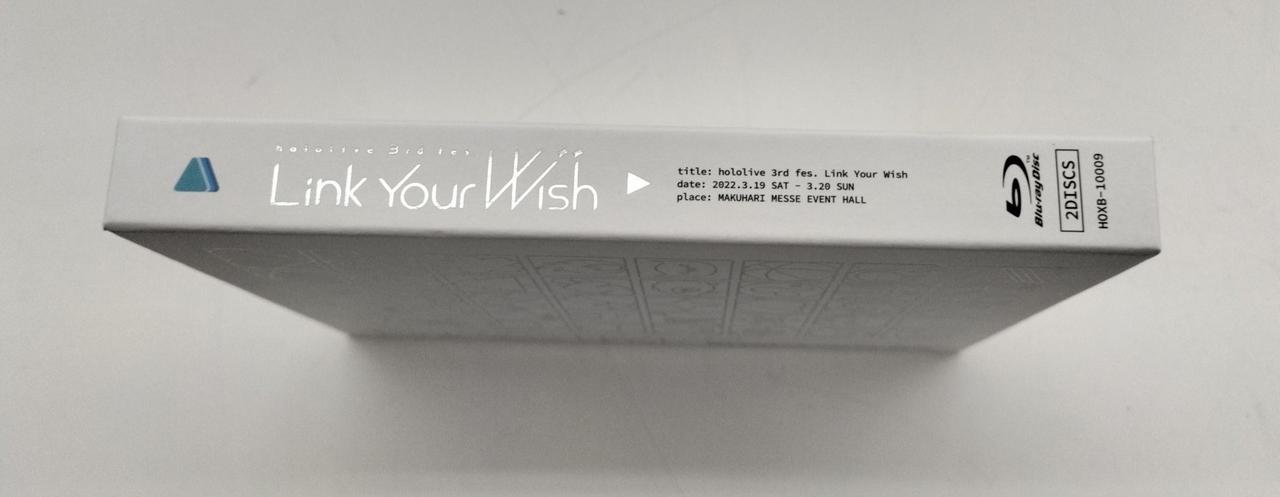 hololive 3rd fes
Link Your Wish
title: hololive 3rd fes. Link Your Wish
date: 2022.3.19 SAT - 3.20 SUN
place: MAKUHARI MESSE EVENT HALL
Blu-ray Disc™
2DISCS
HOXB-10009